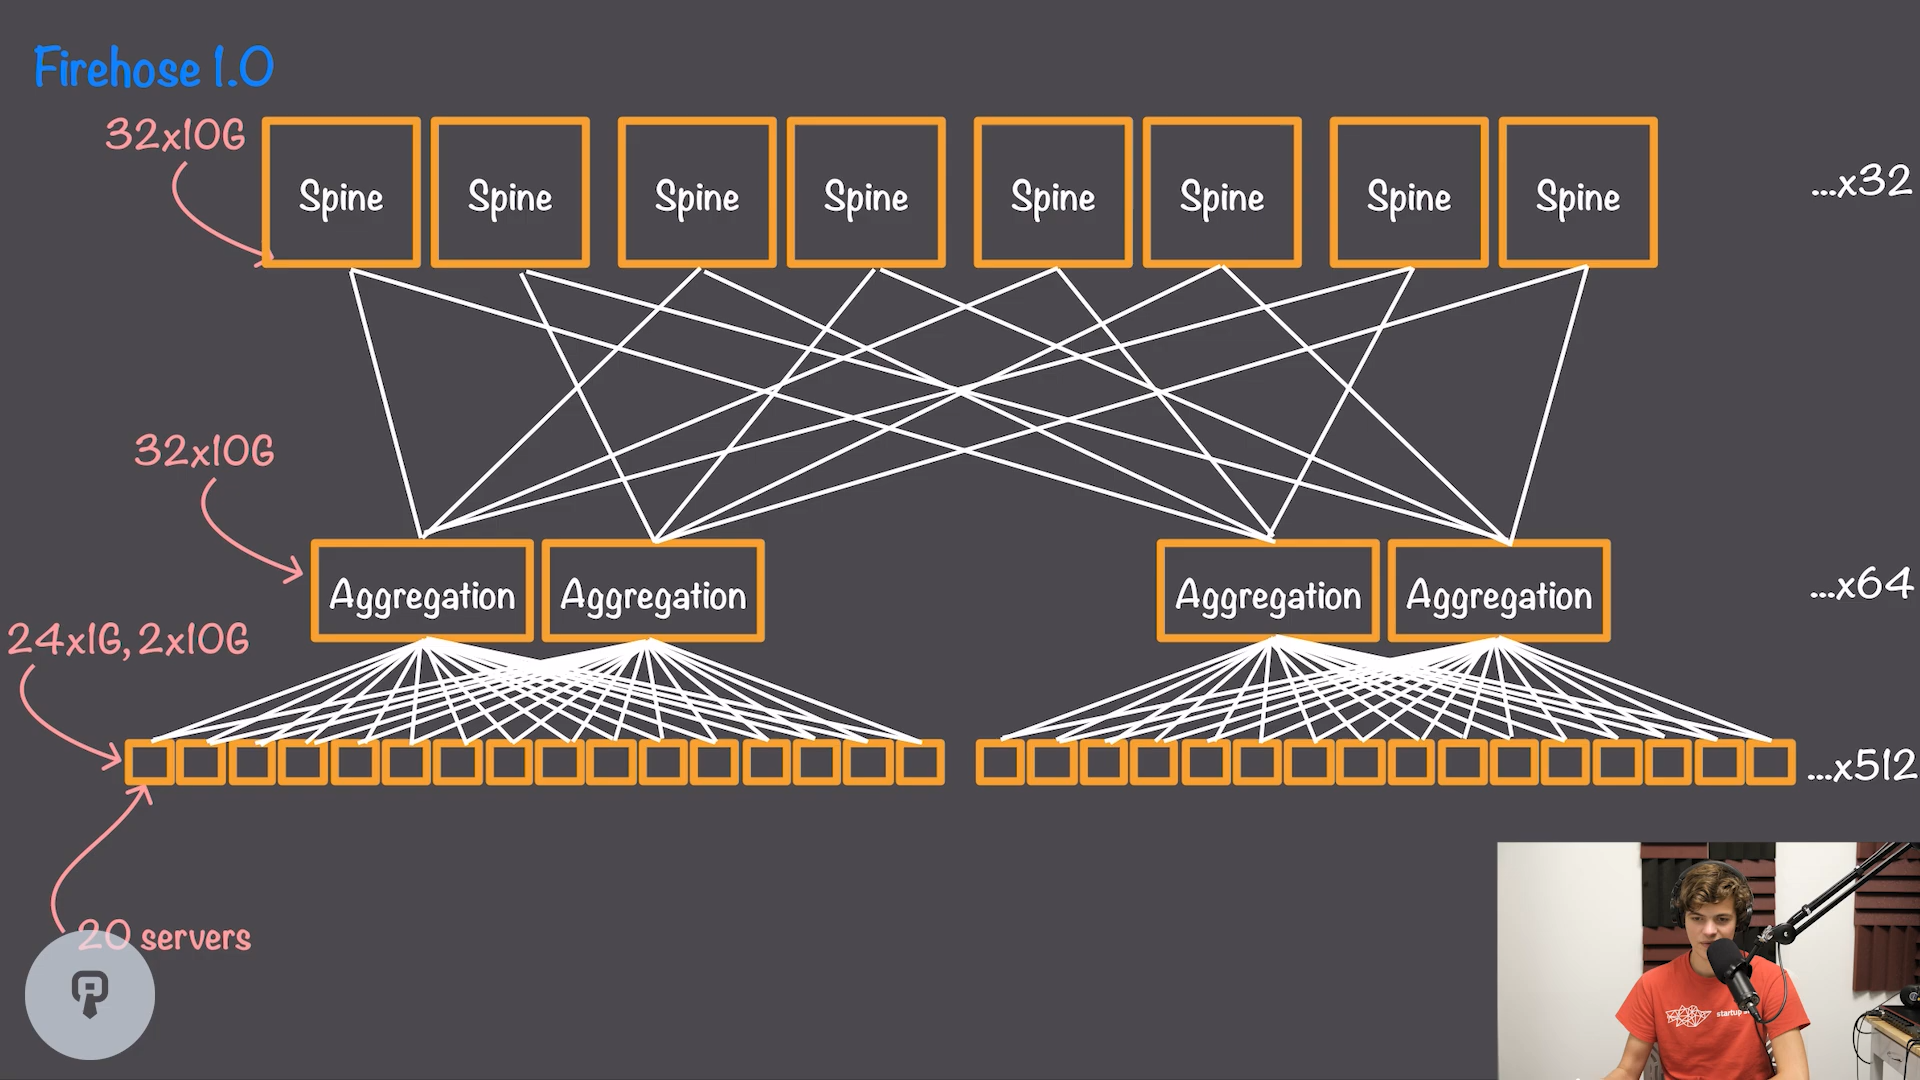 Firehose 1.0
32x10G
Spine Spine Spine Spine Spine Spine Spine Spine
...x32
32x10G
Aggregation Aggregation Aggregation Aggregation
...x64
24x1G, 2x10G
...x512
20 servers
startup